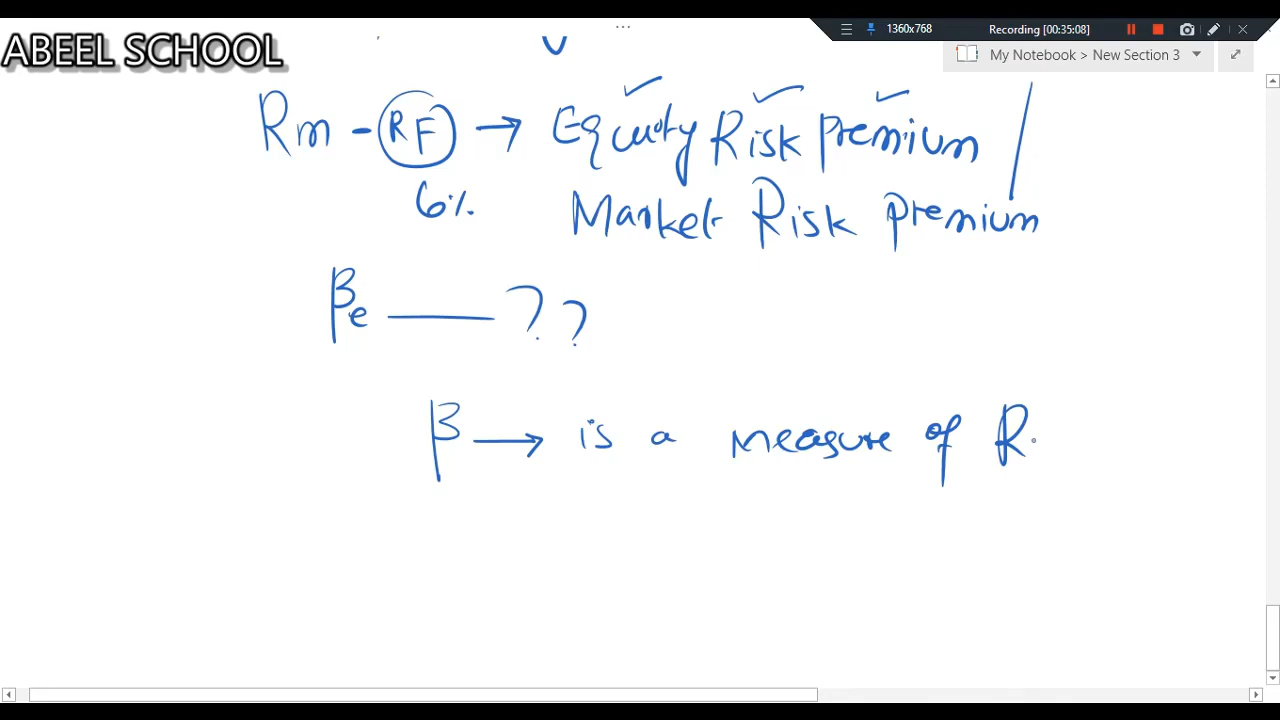 ABEEL SCHOOL
1360x768
Recording [00:35:08]
My Notebook > New Section 3
Rm - RF → Equity Risk premium /
6% Market Risk premium
βe —— ??
β → is a measure of R